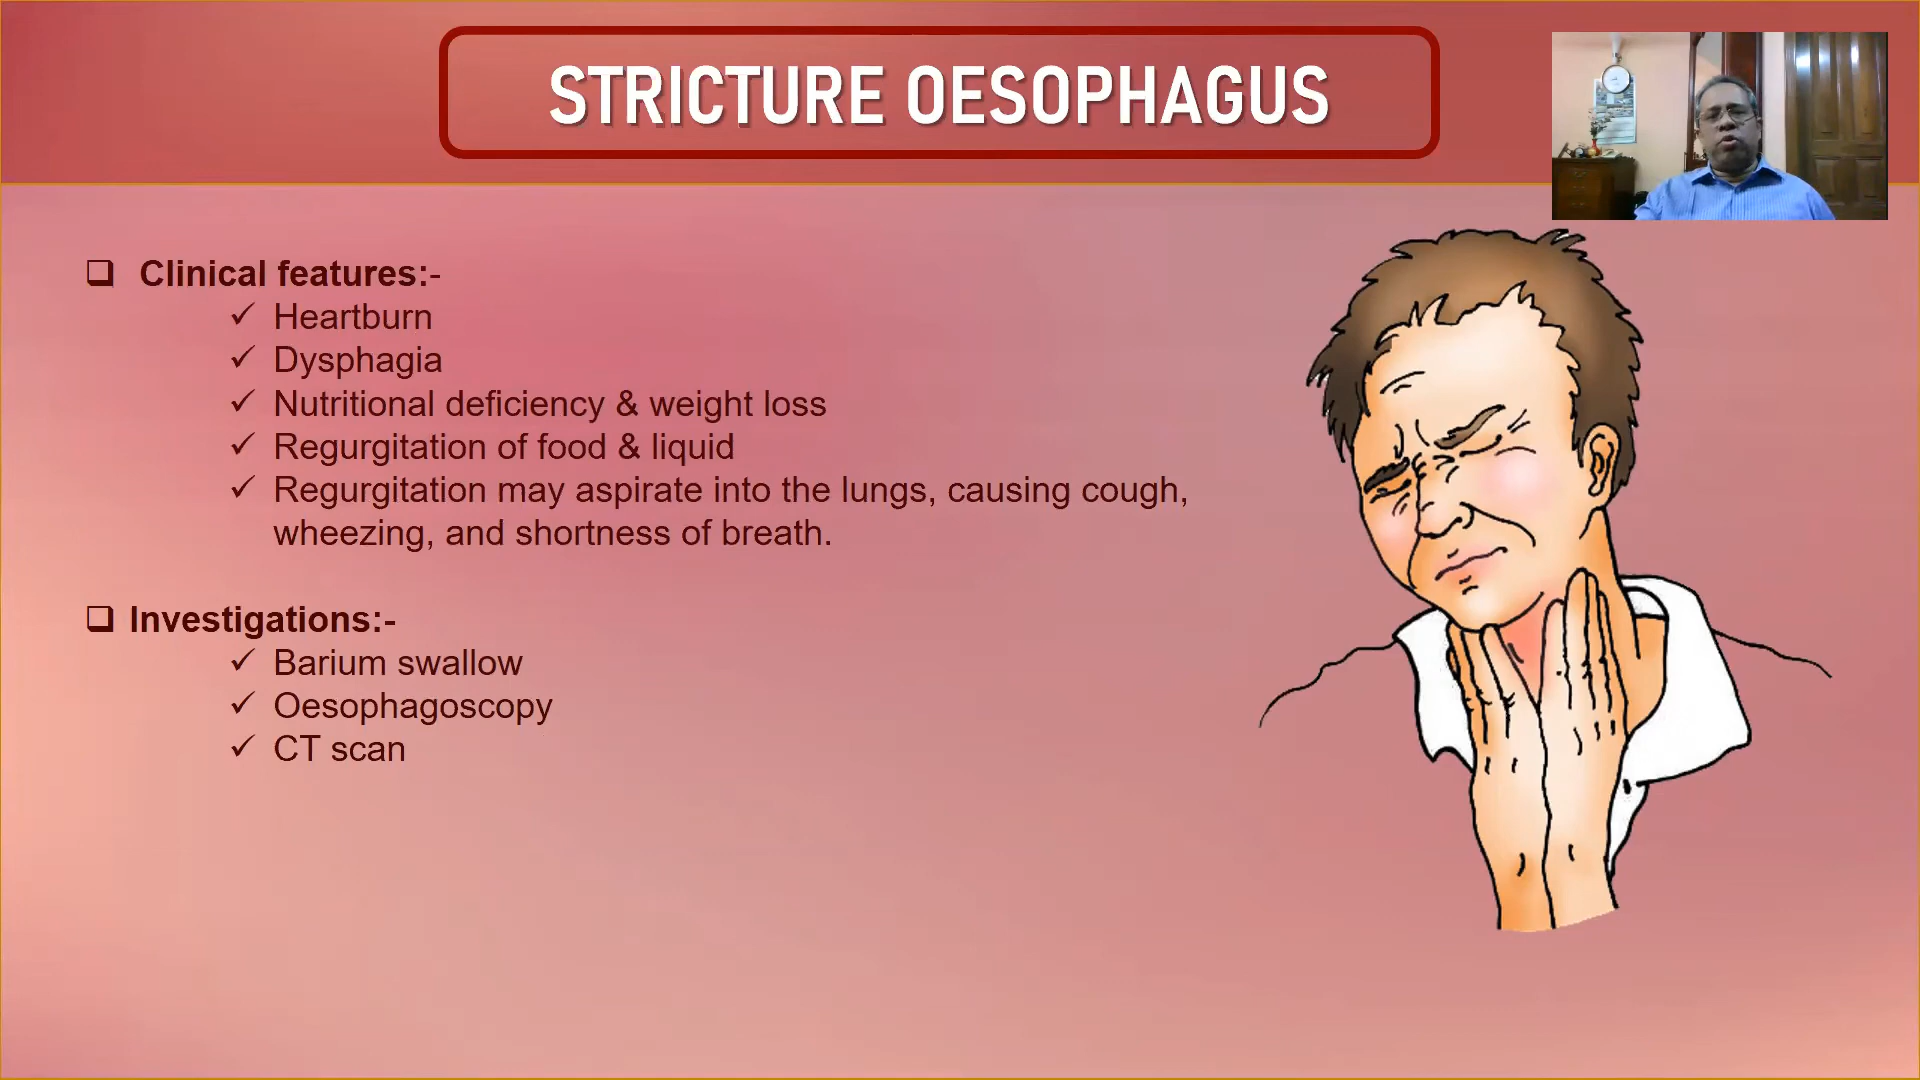 STRICTURE OESOPHAGUS
Clinical features:-
Heartburn
Dysphagia
Nutritional deficiency & weight loss
Regurgitation of food & liquid
Regurgitation may aspirate into the lungs, causing cough,
wheezing, and shortness of breath.
Investigations:-
Barium swallow
Oesophagoscopy
CT scan